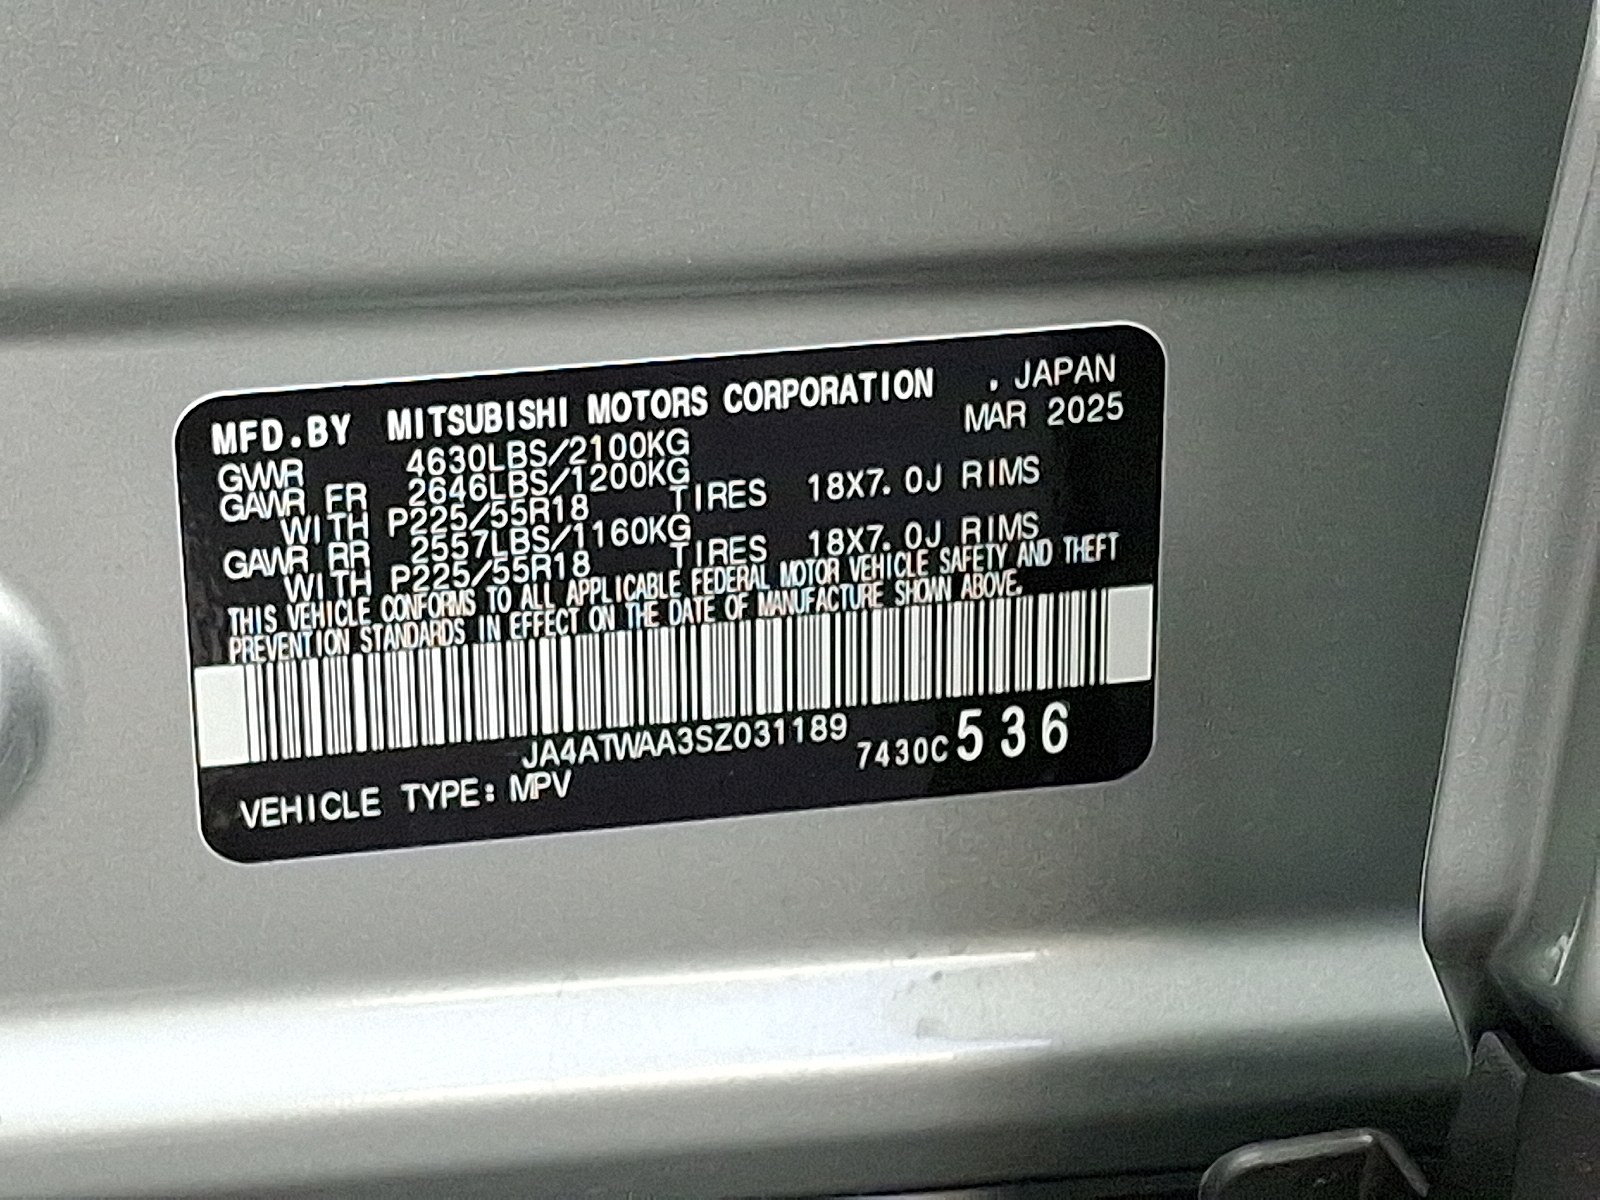 MFD.BY MITSUBISHI MOTORS CORPORATION . JAPAN
MAR 2025
GVWR 4630LBS/2100KG
GAWR FR 2646LBS/1200KG
WITH P225/55R18 TIRES 18X7.0J RIMS
GAWR RR 2557LBS/1160KG
WITH P225/55R18 TIRES 18X7.0J RIMS
THIS VEHICLE CONFORMS TO ALL APPLICABLE FEDERAL MOTOR VEHICLE SAFETY AND THEFT
PREVENTION STANDARDS IN EFFECT ON THE DATE OF MANUFACTURE SHOWN ABOVE.
JA4ATWAA3SZ031189 7430C 536
VEHICLE TYPE: MPV